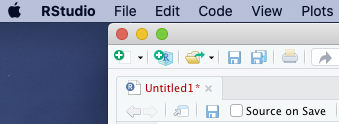 RStudio File Edit Code View Plots
R
R Untitled1*
Source on Save